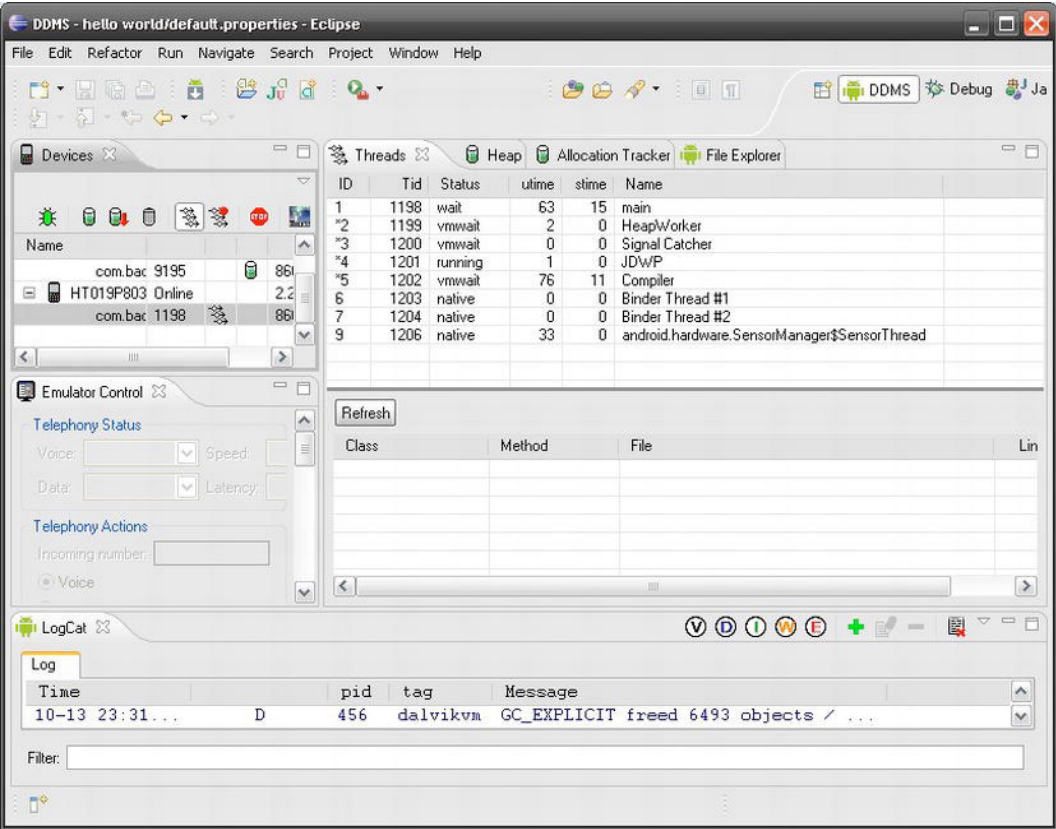 DDMS - hello world/default.properties - Eclipse
File Edit Refactor Run Navigate Search Project Window Help
DDMS Debug Ja
Devices
Name
com.bac 9195 860
HT019P803 Online 2.2
com.bac 1198 860
Threads Heap Allocation Tracker File Explorer
ID Tid Status utime stime Name
1 1198 wait 63 15 main
*2 1199 vmwait 2 0 HeapWorker
*3 1200 vmwait 0 0 Signal Catcher
*4 1201 running 1 0 JDWP
*5 1202 vmwait 76 11 Compiler
6 1203 native 0 0 Binder Thread #1
7 1204 native 0 0 Binder Thread #2
9 1206 native 33 0 android.hardware.SensorManager$SensorThread
Emulator Control
Telephony Status
Voice: Speed:
Data: Latency:
Telephony Actions
Incoming number:
Voice
Refresh
Class Method File Lin
LogCat
V D I W E
Log
Time pid tag Message
10-13 23:31... D 456 dalvikvm GC_EXPLICIT freed 6493 objects / ...
Filter: